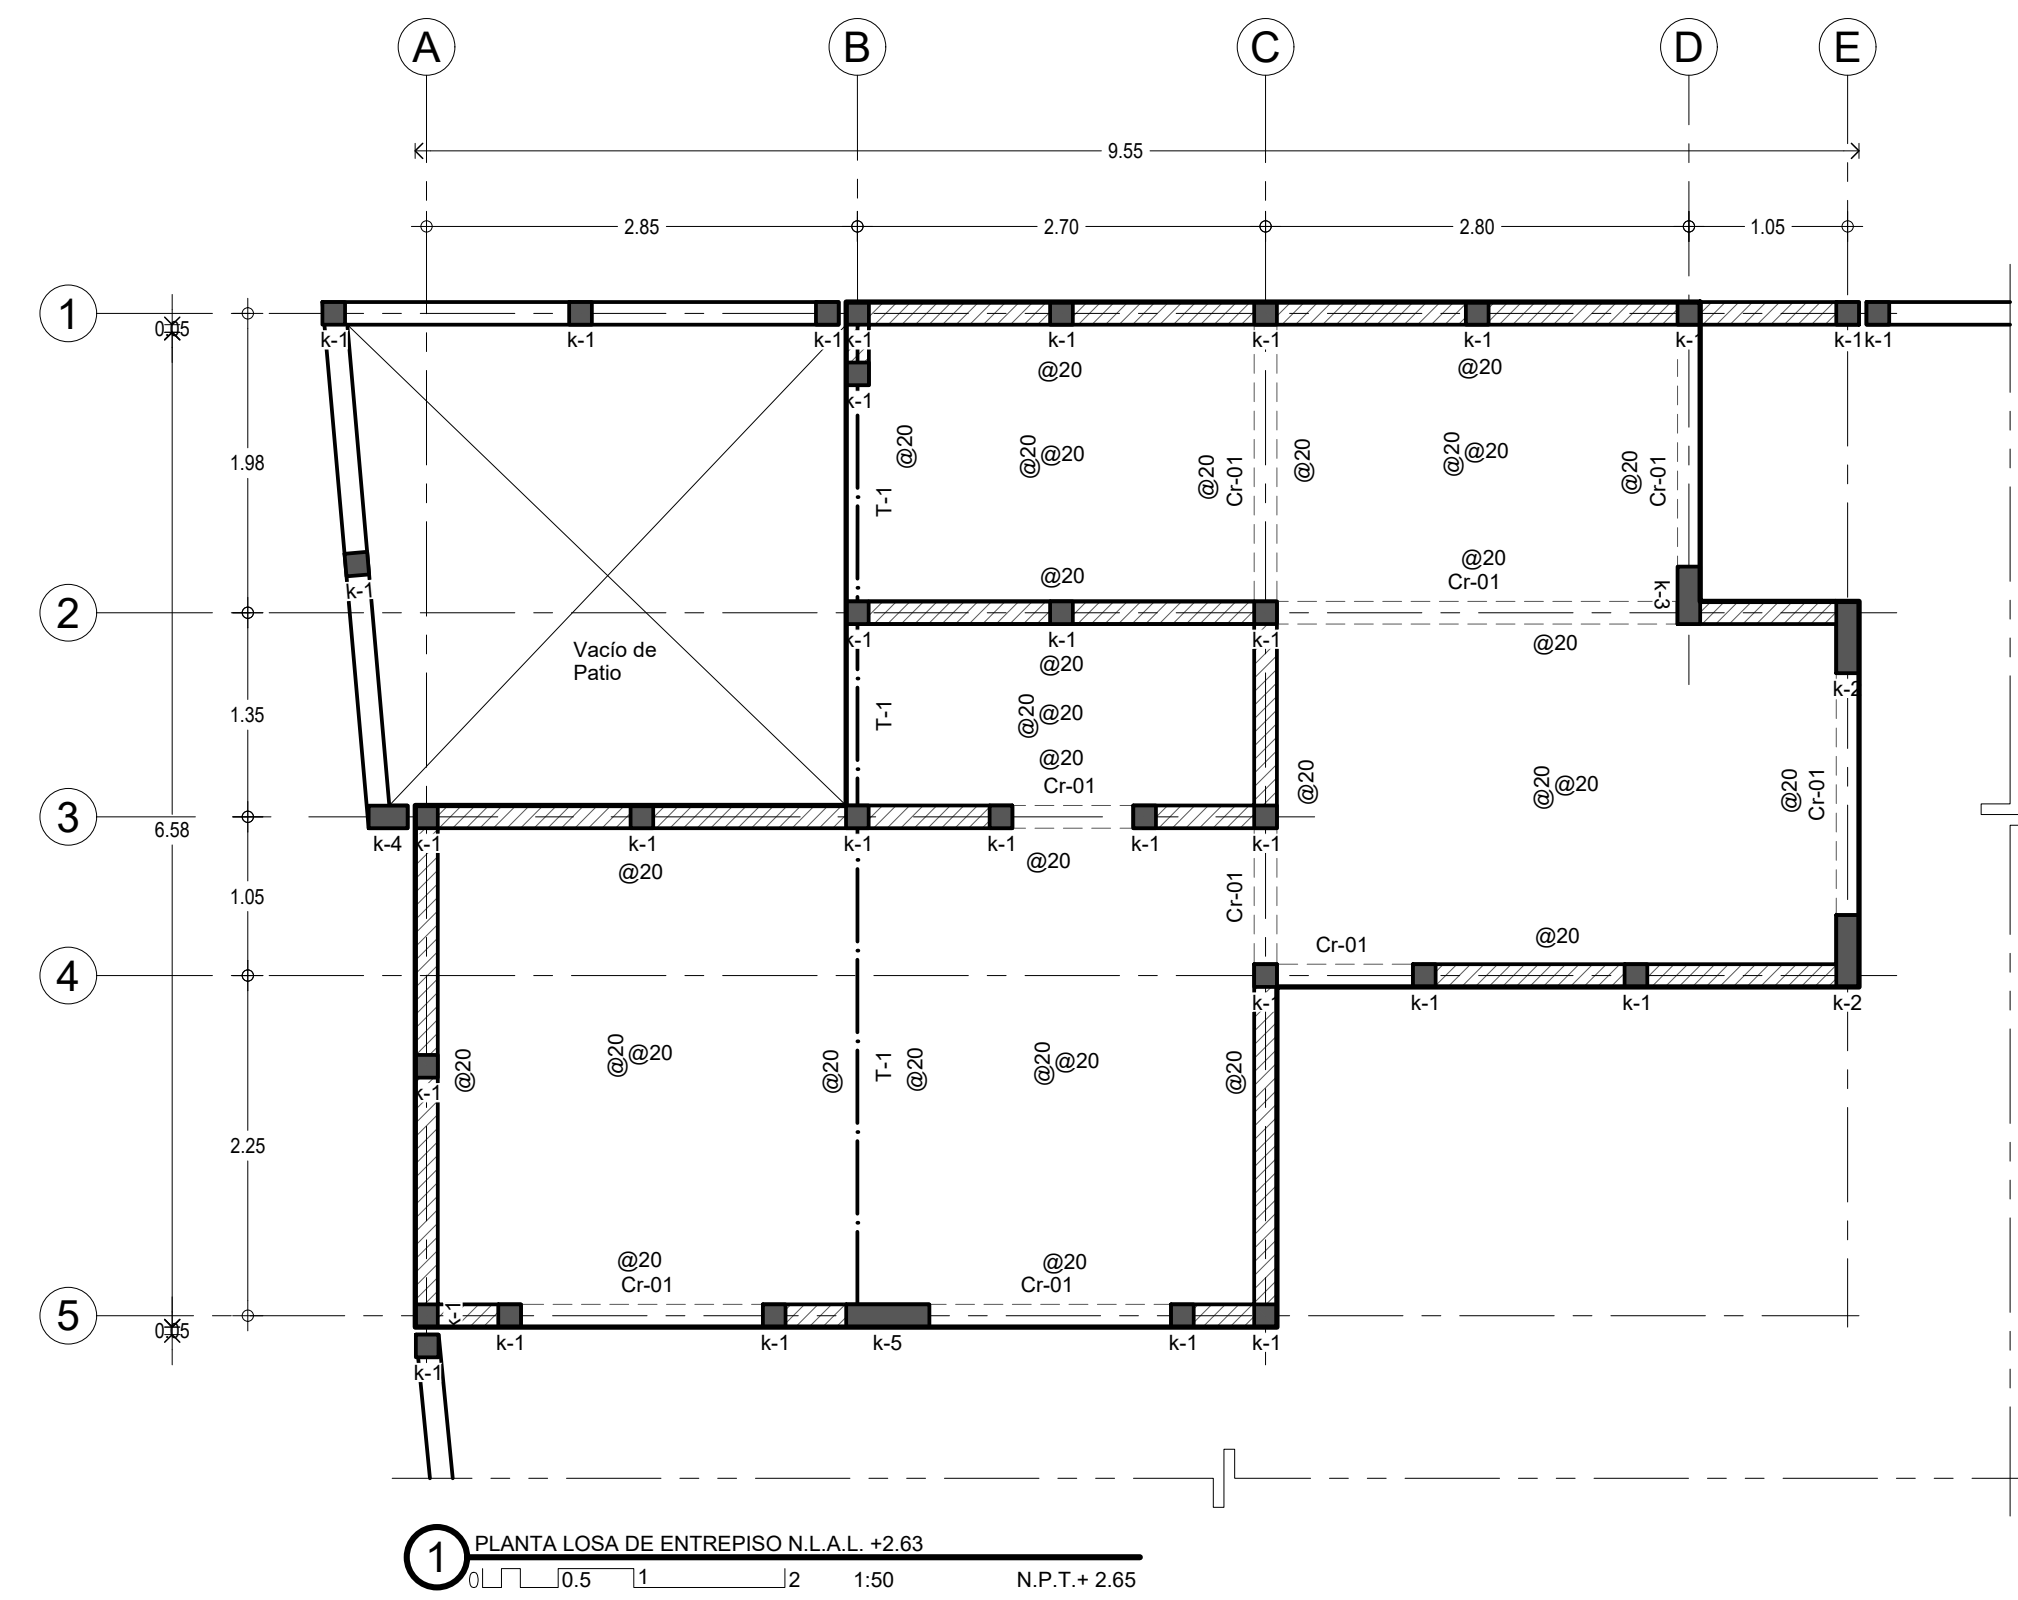 A B C D E
9.55
2.85 2.70 2.80 1.05
1
k-1 k-1 k-1 k-1 k-1 k-1 k-1 k-1 k-1 k-1
@20 @20
k-1
@20 @20 @20 @20 Cr-01 @20 @20 @20 @20 Cr-01
1.98
T-1
@20 @20
Cr-01
k-1 k-3
2
k-1 k-1 k-1
@20
Vacío de
Patio
@20
k-2
1.35
T-1 @20 @20
@20
Cr-01
@20 @20 @20 @20 Cr-01
3
6.58
k-4 k-1 k-1 k-1 k-1 k-1 k-1
@20 @20
1.05
Cr-01
Cr-01 @20
4
k-1 k-1 k-1 k-2
@20 @20 @20 @20 T-1 @20 @20 @20 @20
k-1
2.25
@20 @20
Cr-01 Cr-01
5
k-1 k-1 k-5 k-1 k-1
k-1
1 PLANTA LOSA DE ENTREPISO N.L.A.L. +2.63
0 0.5 1 2 1:50 N.P.T.+ 2.65